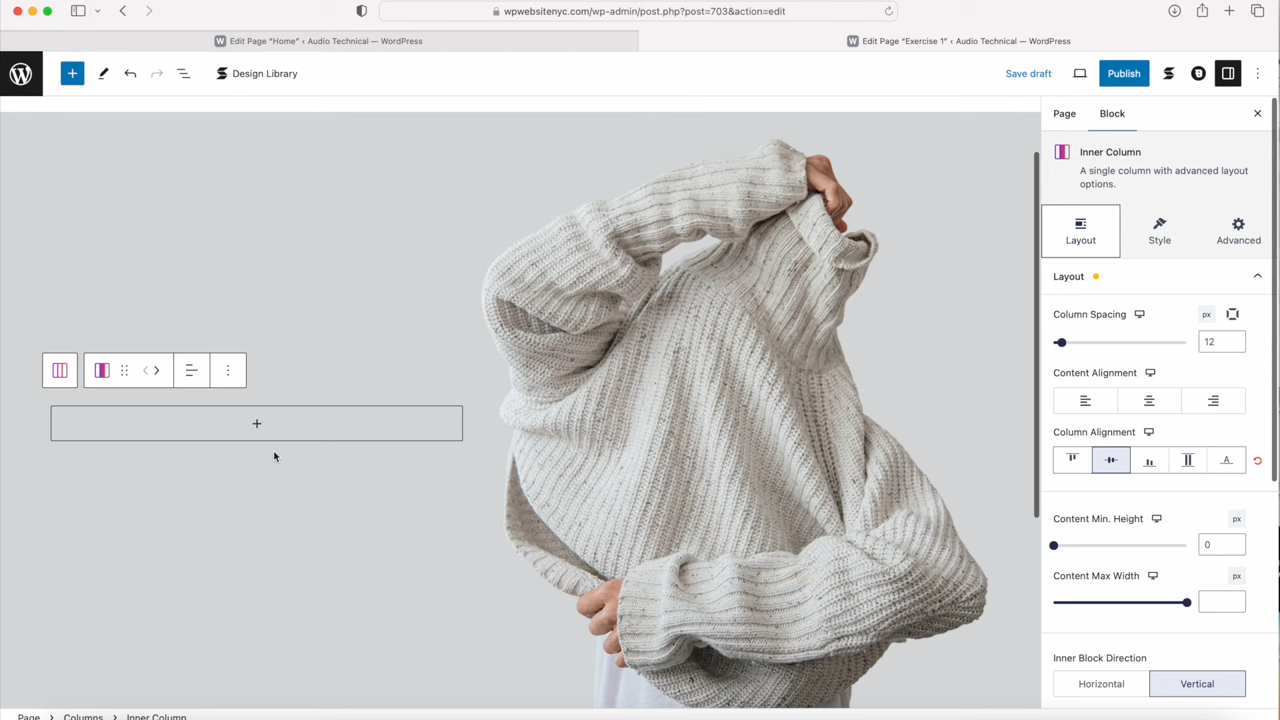 wpwebsitenyc.com/wp-admin/post.php?post=703&action=edit
Edit Page “Home” ‹ Audio Technical — WordPress
Edit Page “Exercise 1” ‹ Audio Technical — WordPress
Design Library
Save draft
Publish
Page
Block
Inner Column
A single column with advanced layout
options.
Layout
Style
Advanced
Layout
Column Spacing
px
12
Content Alignment
Column Alignment
A
Content Min. Height
px
0
Content Max Width
px
Inner Block Direction
Horizontal
Vertical
Page
Columns
Inner Column